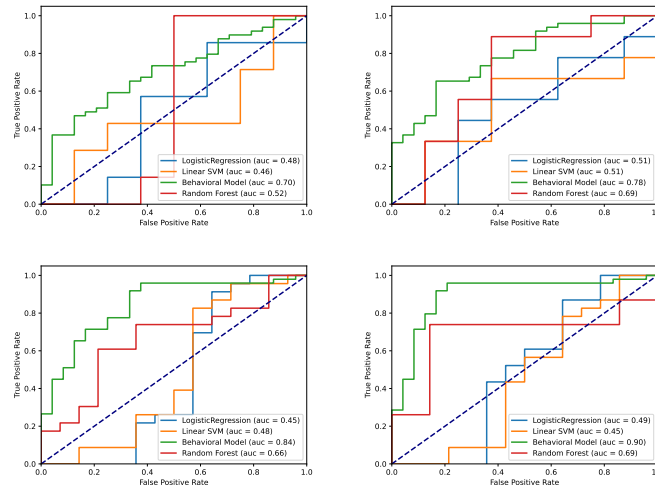 1.0
0.8
0.6
0.4
0.2
0.0
True Positive Rate
LogisticRegression (auc = 0.48)
Linear SVM (auc = 0.46)
Behavioral Model (auc = 0.70)
Random Forest (auc = 0.52)
0.0 0.2 0.4 0.6 0.8 1.0
False Positive Rate
1.0
0.8
0.6
0.4
0.2
0.0
True Positive Rate
LogisticRegression (auc = 0.51)
Linear SVM (auc = 0.51)
Behavioral Model (auc = 0.78)
Random Forest (auc = 0.69)
0.0 0.2 0.4 0.6 0.8 1.0
False Positive Rate
1.0
0.8
0.6
0.4
0.2
0.0
True Positive Rate
LogisticRegression (auc = 0.45)
Linear SVM (auc = 0.48)
Behavioral Model (auc = 0.84)
Random Forest (auc = 0.66)
0.0 0.2 0.4 0.6 0.8 1.0
False Positive Rate
1.0
0.8
0.6
0.4
0.2
0.0
True Positive Rate
LogisticRegression (auc = 0.49)
Linear SVM (auc = 0.45)
Behavioral Model (auc = 0.90)
Random Forest (auc = 0.69)
0.0 0.2 0.4 0.6 0.8 1.0
False Positive Rate